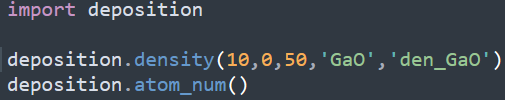 import deposition
deposition.density(10,0,50,'GaO','den_GaO')
deposition.atom_num()